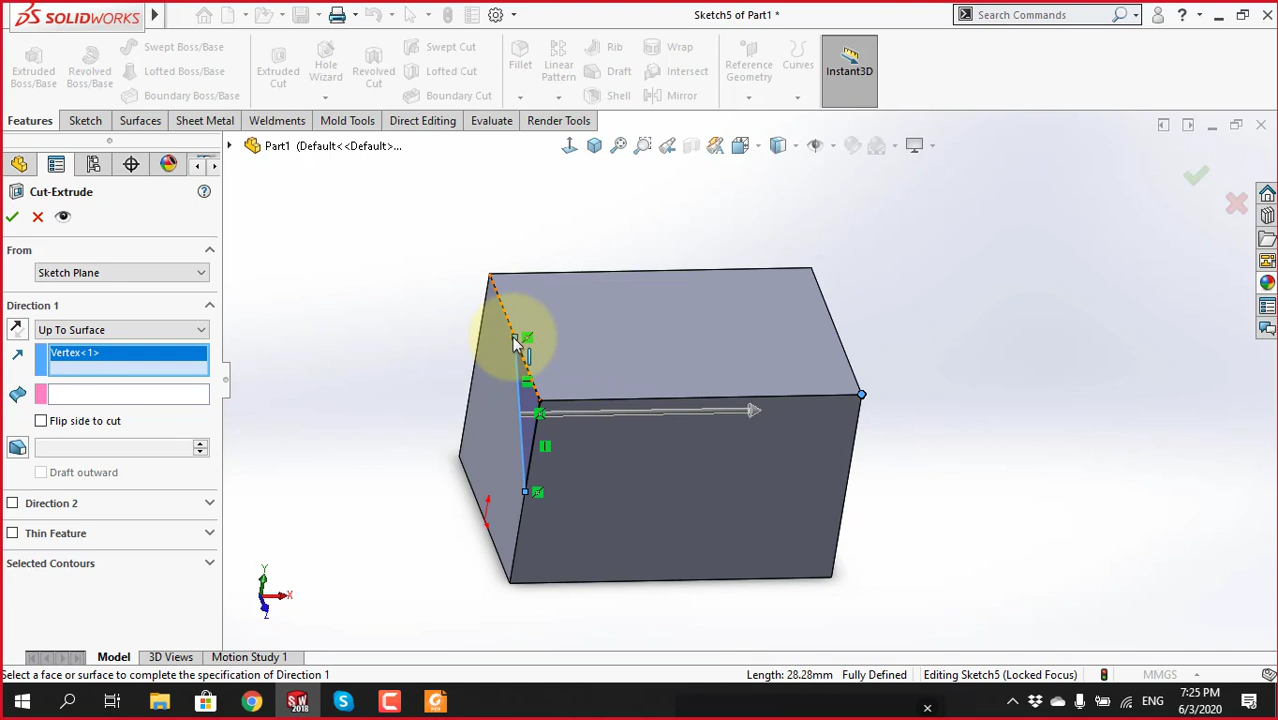 SOLIDWORKS
Sketch5 of Part1 *
Search Commands
Extruded Boss/Base
Revolved Boss/Base
Swept Boss/Base
Lofted Boss/Base
Boundary Boss/Base
Extruded Cut
Hole Wizard
Revolved Cut
Swept Cut
Lofted Cut
Boundary Cut
Fillet
Linear Pattern
Rib
Draft
Shell
Wrap
Intersect
Mirror
Reference Geometry
Curves
Instant3D
Features Sketch Surfaces Sheet Metal Weldments Mold Tools Direct Editing Evaluate Render Tools
Part1 (Default<<Default>...
Cut-Extrude
From
Sketch Plane
Direction 1
Up To Surface
Vertex<1>
Flip side to cut
Draft outward
Direction 2
Thin Feature
Selected Contours
Y
X
Z
Model 3D Views Motion Study 1
Select a face or surface to complete the specification of Direction 1 Length: 28.28mm Fully Defined Editing Sketch5 (Locked Focus) MMGS
SW 2018
ENG
7:25 PM
6/3/2020